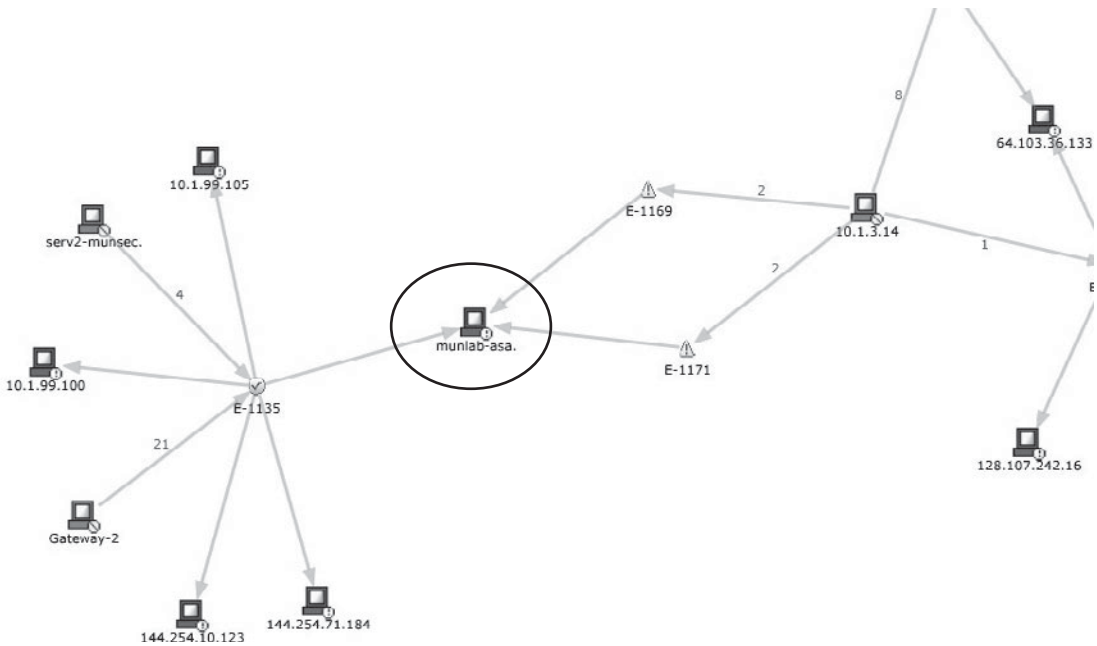 8
64.103.36.133
10.1.99.105
2
E-1169
serv2-munsec.
10.1.3.14
1
4
2
E
munlab-asa.
10.1.99.100
E-1171
E-1135
21
128.107.242.16
Gateway-2
144.254.71.184
144.254.10.123